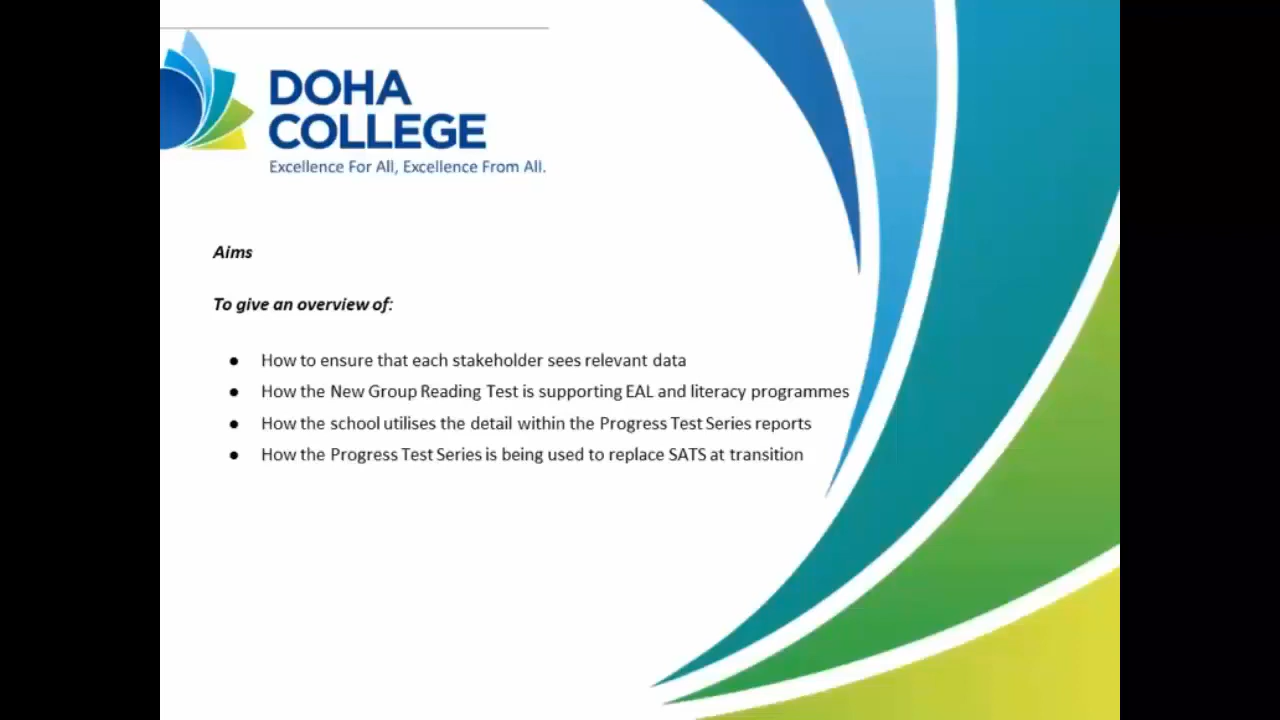 DOHA
COLLEGE
Excellence For All, Excellence From All.
Aims
To give an overview of:
● How to ensure that each stakeholder sees relevant data
● How the New Group Reading Test is supporting EAL and literacy programmes
● How the school utilises the detail within the Progress Test Series reports
● How the Progress Test Series is being used to replace SATS at transition